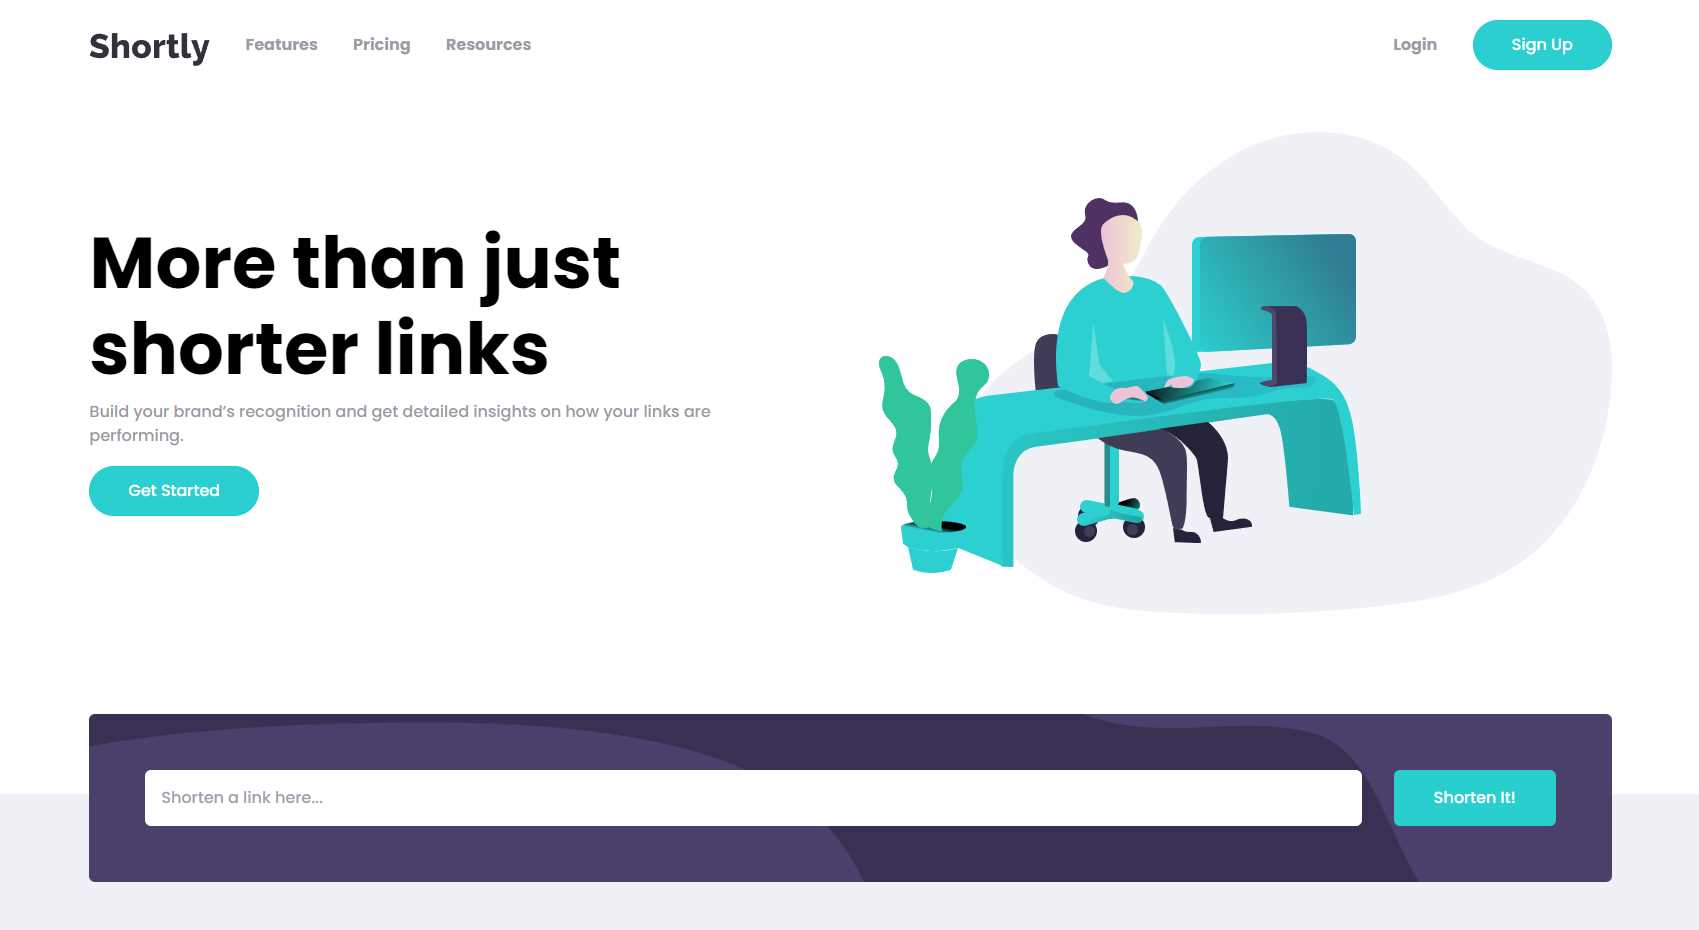 Shortly Features Pricing Resources Login Sign Up
More than just
shorter links
Build your brand’s recognition and get detailed insights on how your links are
performing.
Get Started
Shorten a link here...
Shorten It!